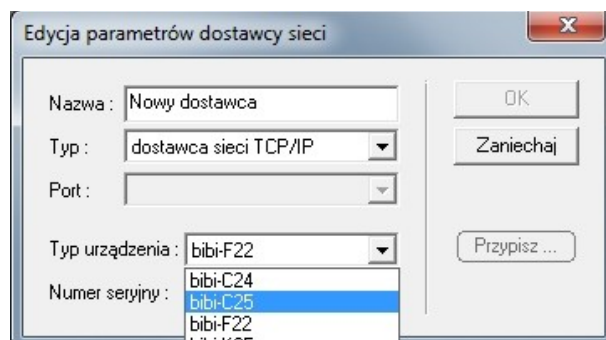 Edycja parametrów dostawcy sieci
Nazwa : Nowy dostawca
OK
Typ : dostawca sieci TCP/IP
Zaniechaj
Port :
Typ urządzenia : bibi-F22
Przypisz ...
bibi-C24
Numer seryjny : bibi-C25
bibi-F22